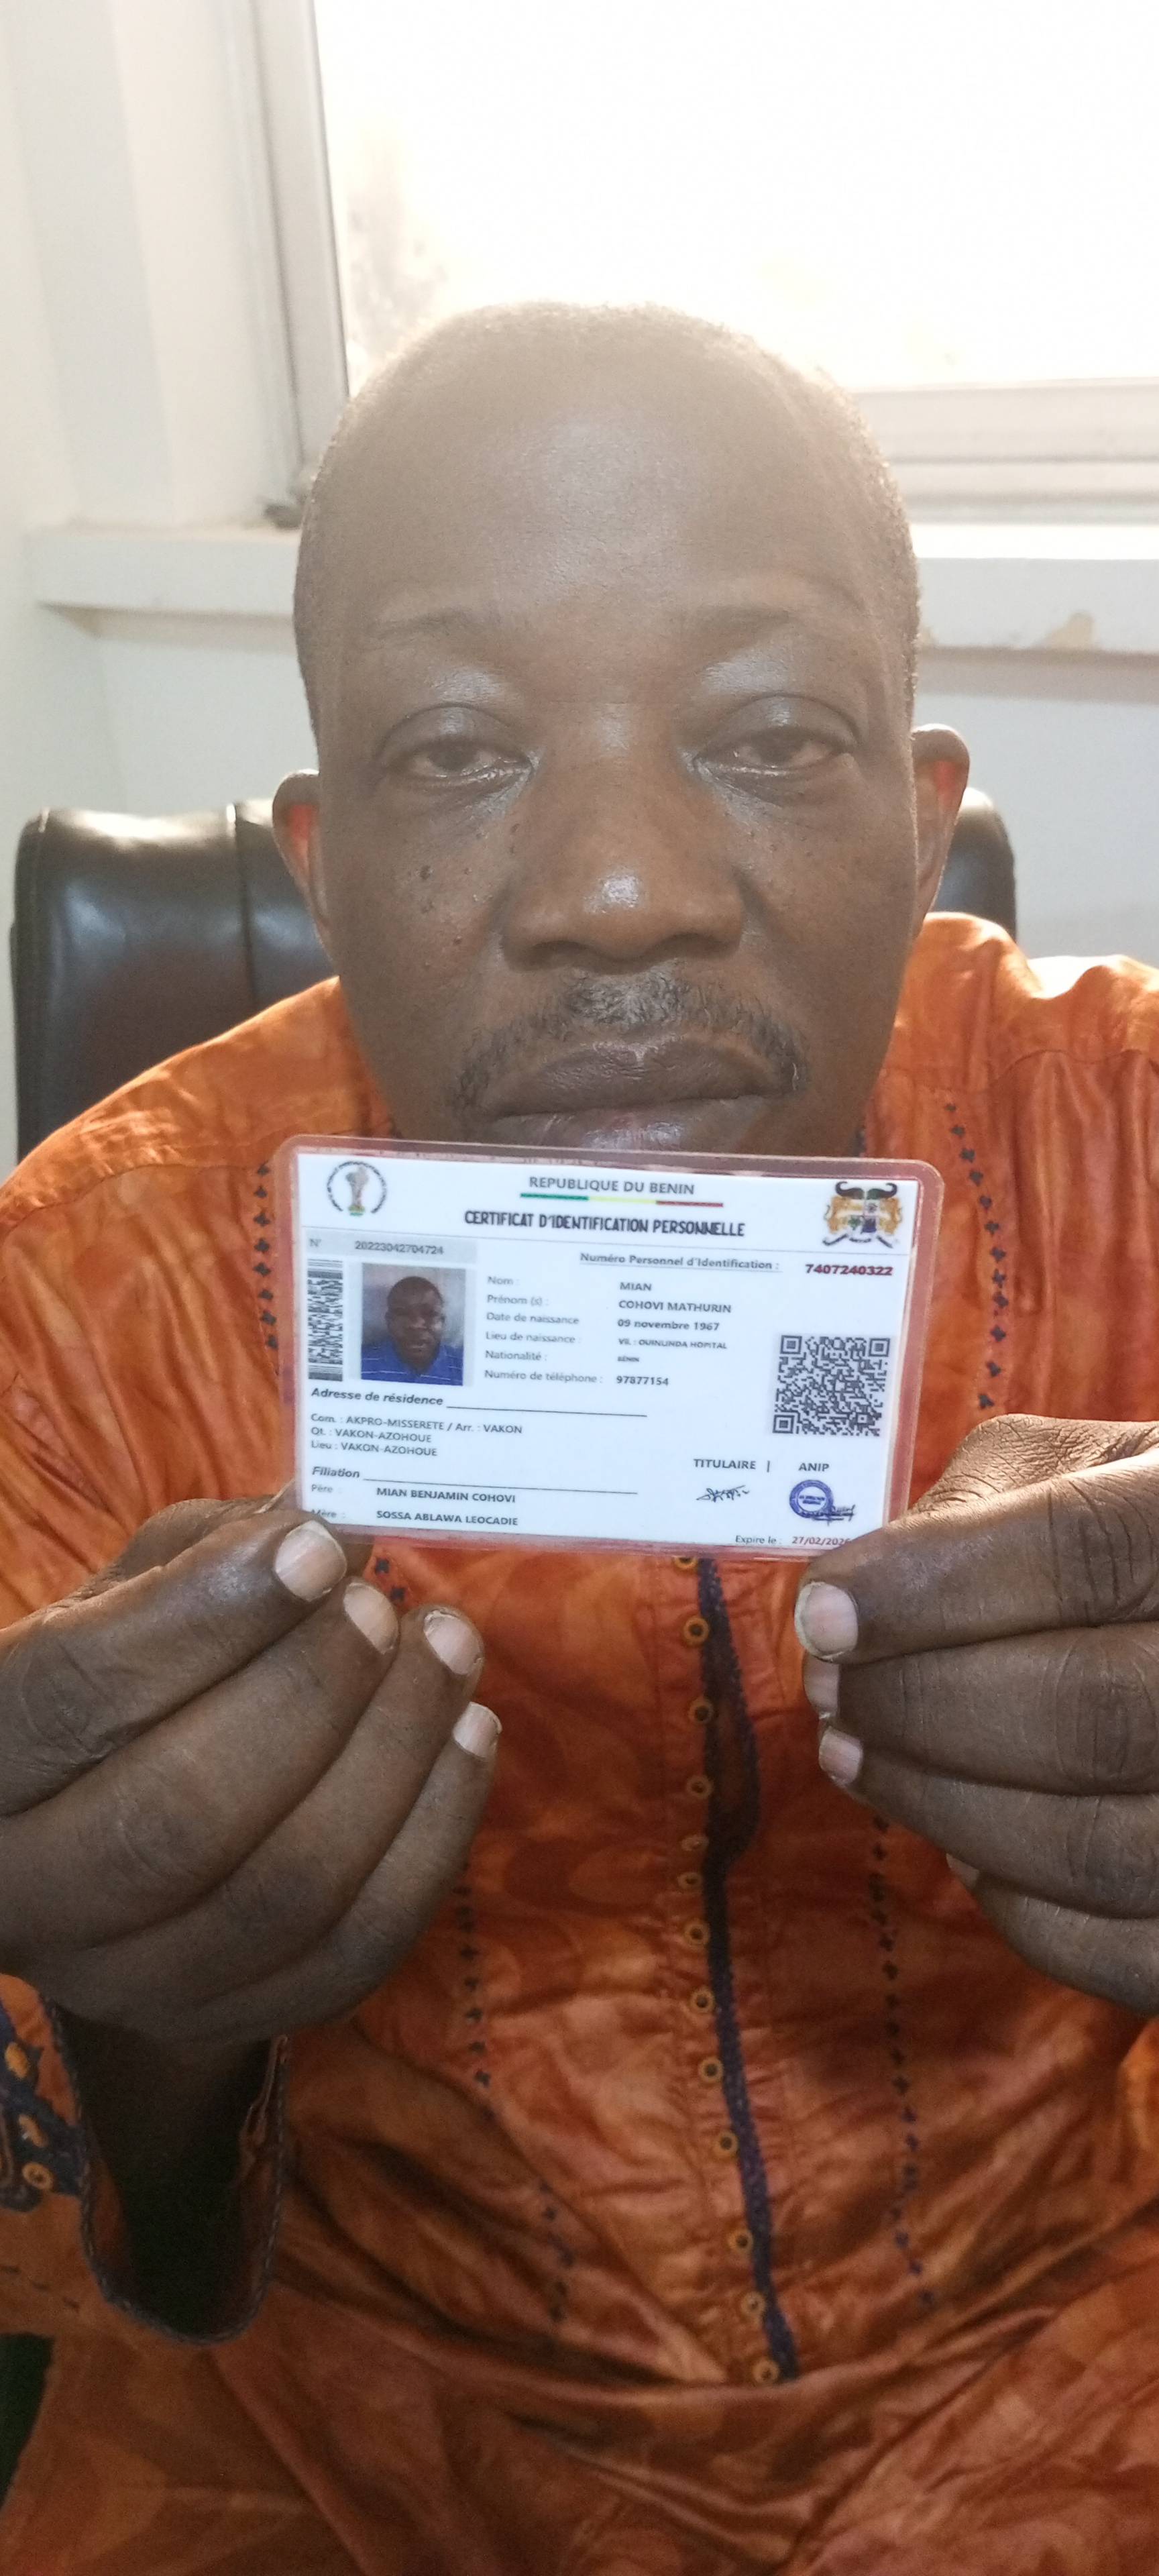 REPUBLIQUE DU BENIN
CERTIFICAT D'IDENTIFICATION PERSONNELLE
N° 20223042704724
Numéro Personnel d'Identification : 7407240322
Nom : MIAN
Prénom (s) : COHOVI MATHURIN
Date de naissance 09 novembre 1967
Lieu de naissance : VIL : OUINLINDA HOPITAL
Nationalité : BENIN
Numéro de téléphone : 97877154
Adresse de résidence
Com. : AKPRO-MISSERETE / Arr. : VAKON
Qt. : VAKON-AZOHOUE
Lieu : VAKON-AZOHOUE
TITULAIRE | ANIP
Filiation
Père : MIAN BENJAMIN COHOVI
Mère : SOSSA ABLAWA LEOCADIE
Expire le : 27/02/202